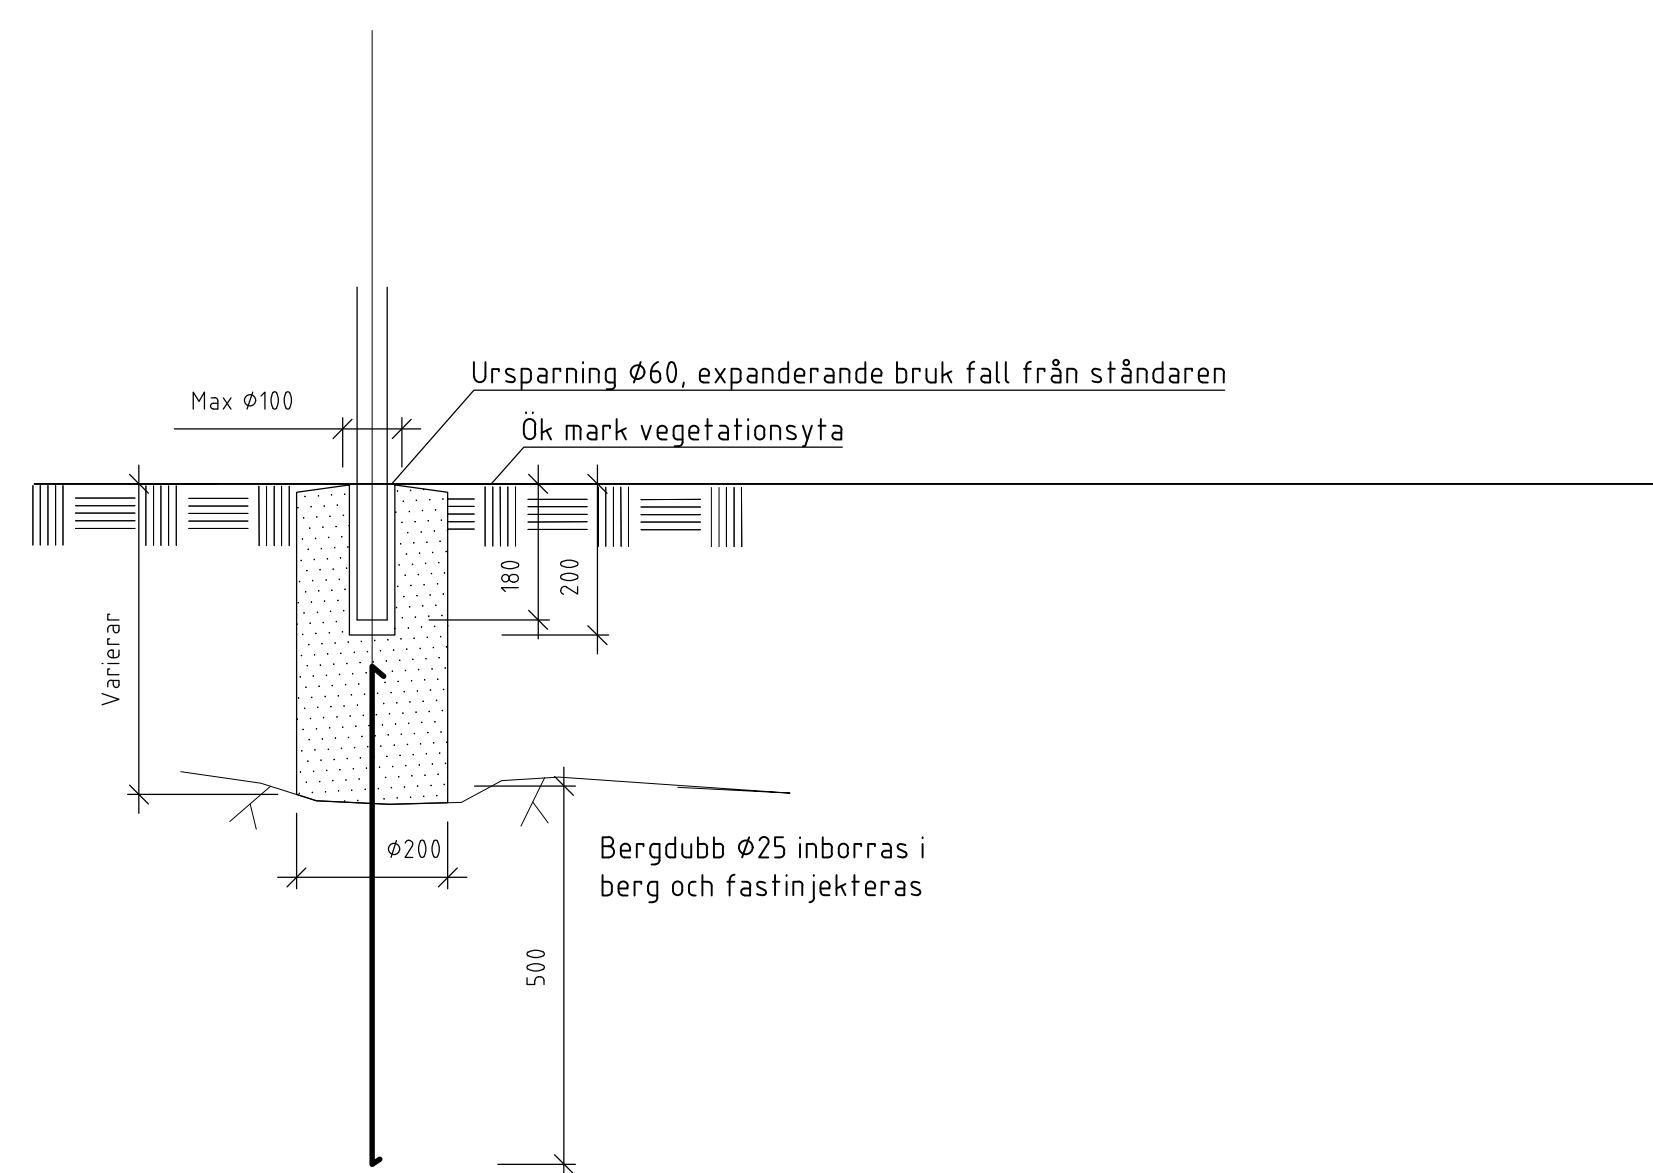 Ursparning Ø60, expanderande bruk fall från ståndaren
Max Ø100
Ök mark vegetationsyta
180
200
Varierar
Ø200
Bergdubb Ø25 inborras i
berg och fastinjekteras
500